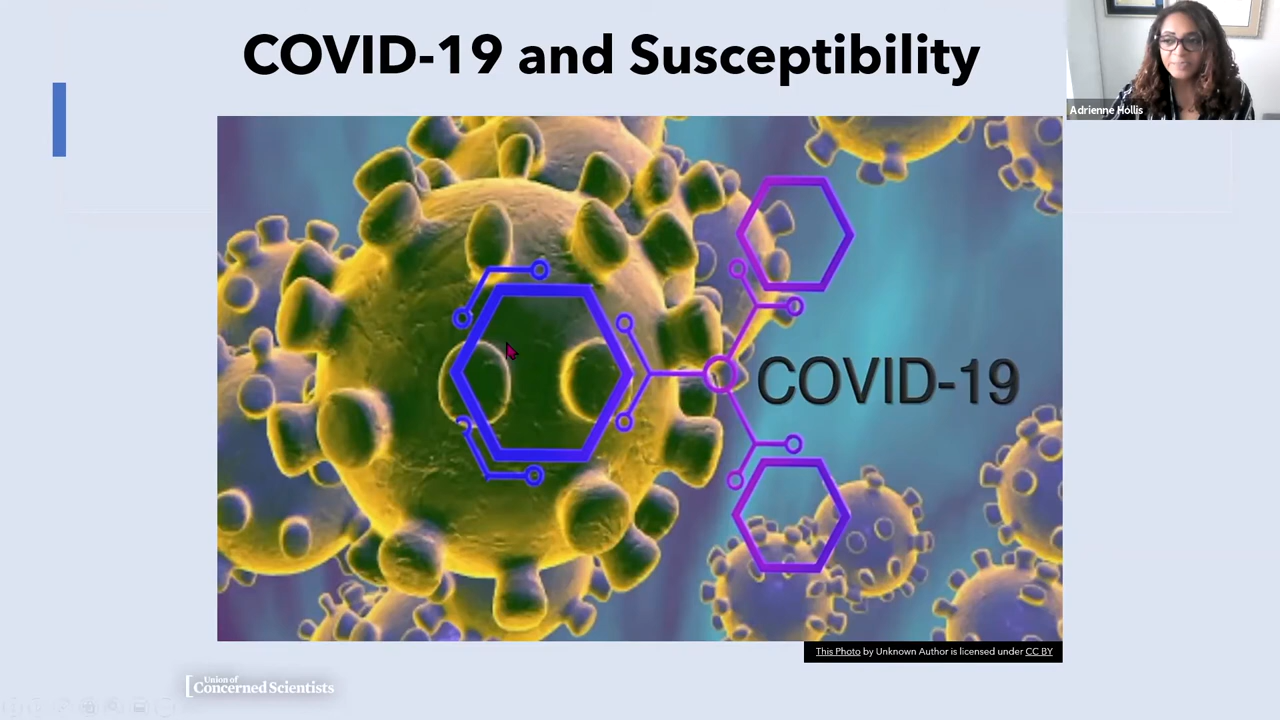 COVID-19 and Susceptibility
Adrienne Hollis
COVID-19
This Photo by Unknown Author is licensed under CC BY
Union of
Concerned Scientists